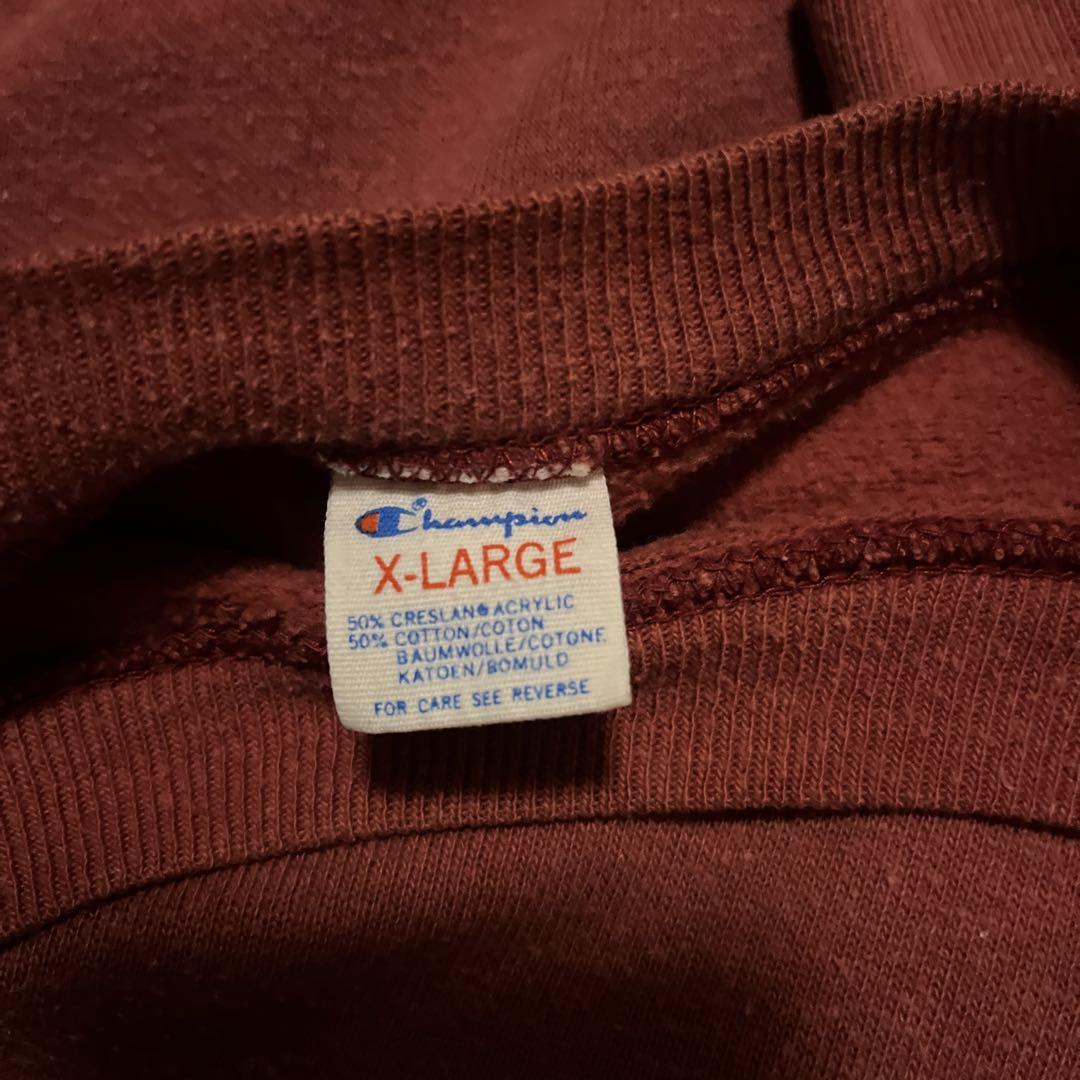 Champion®
X-LARGE
50% CRESLAN® ACRYLIC
50% COTTON/COTON
BAUMWOLLE/COTONE
KATOEN/BOMULD
FOR CARE SEE REVERSE